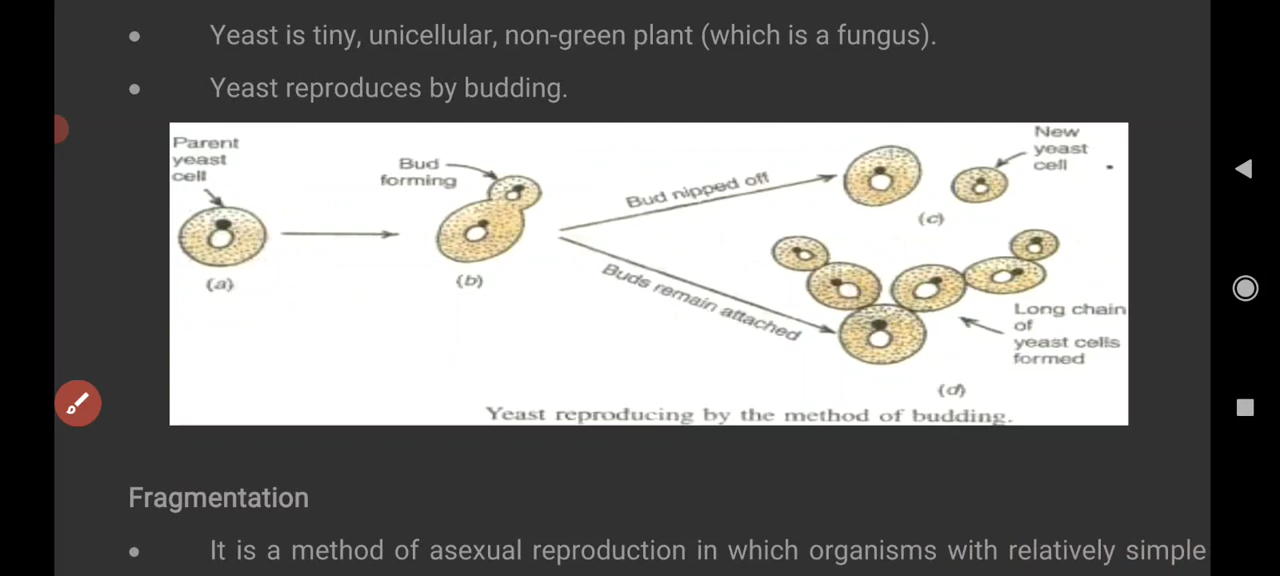 • Yeast is tiny, unicellular, non-green plant (which is a fungus).
• Yeast reproduces by budding.
Parent
yeast
cell
(a)
Bud
forming
(b)
Bud nipped off
New
yeast
cell
(c)
Buds remain attached
Long chain
of
yeast cells
formed
(d)
Yeast reproducing by the method of budding.
Fragmentation
• It is a method of asexual reproduction in which organisms with relatively simple